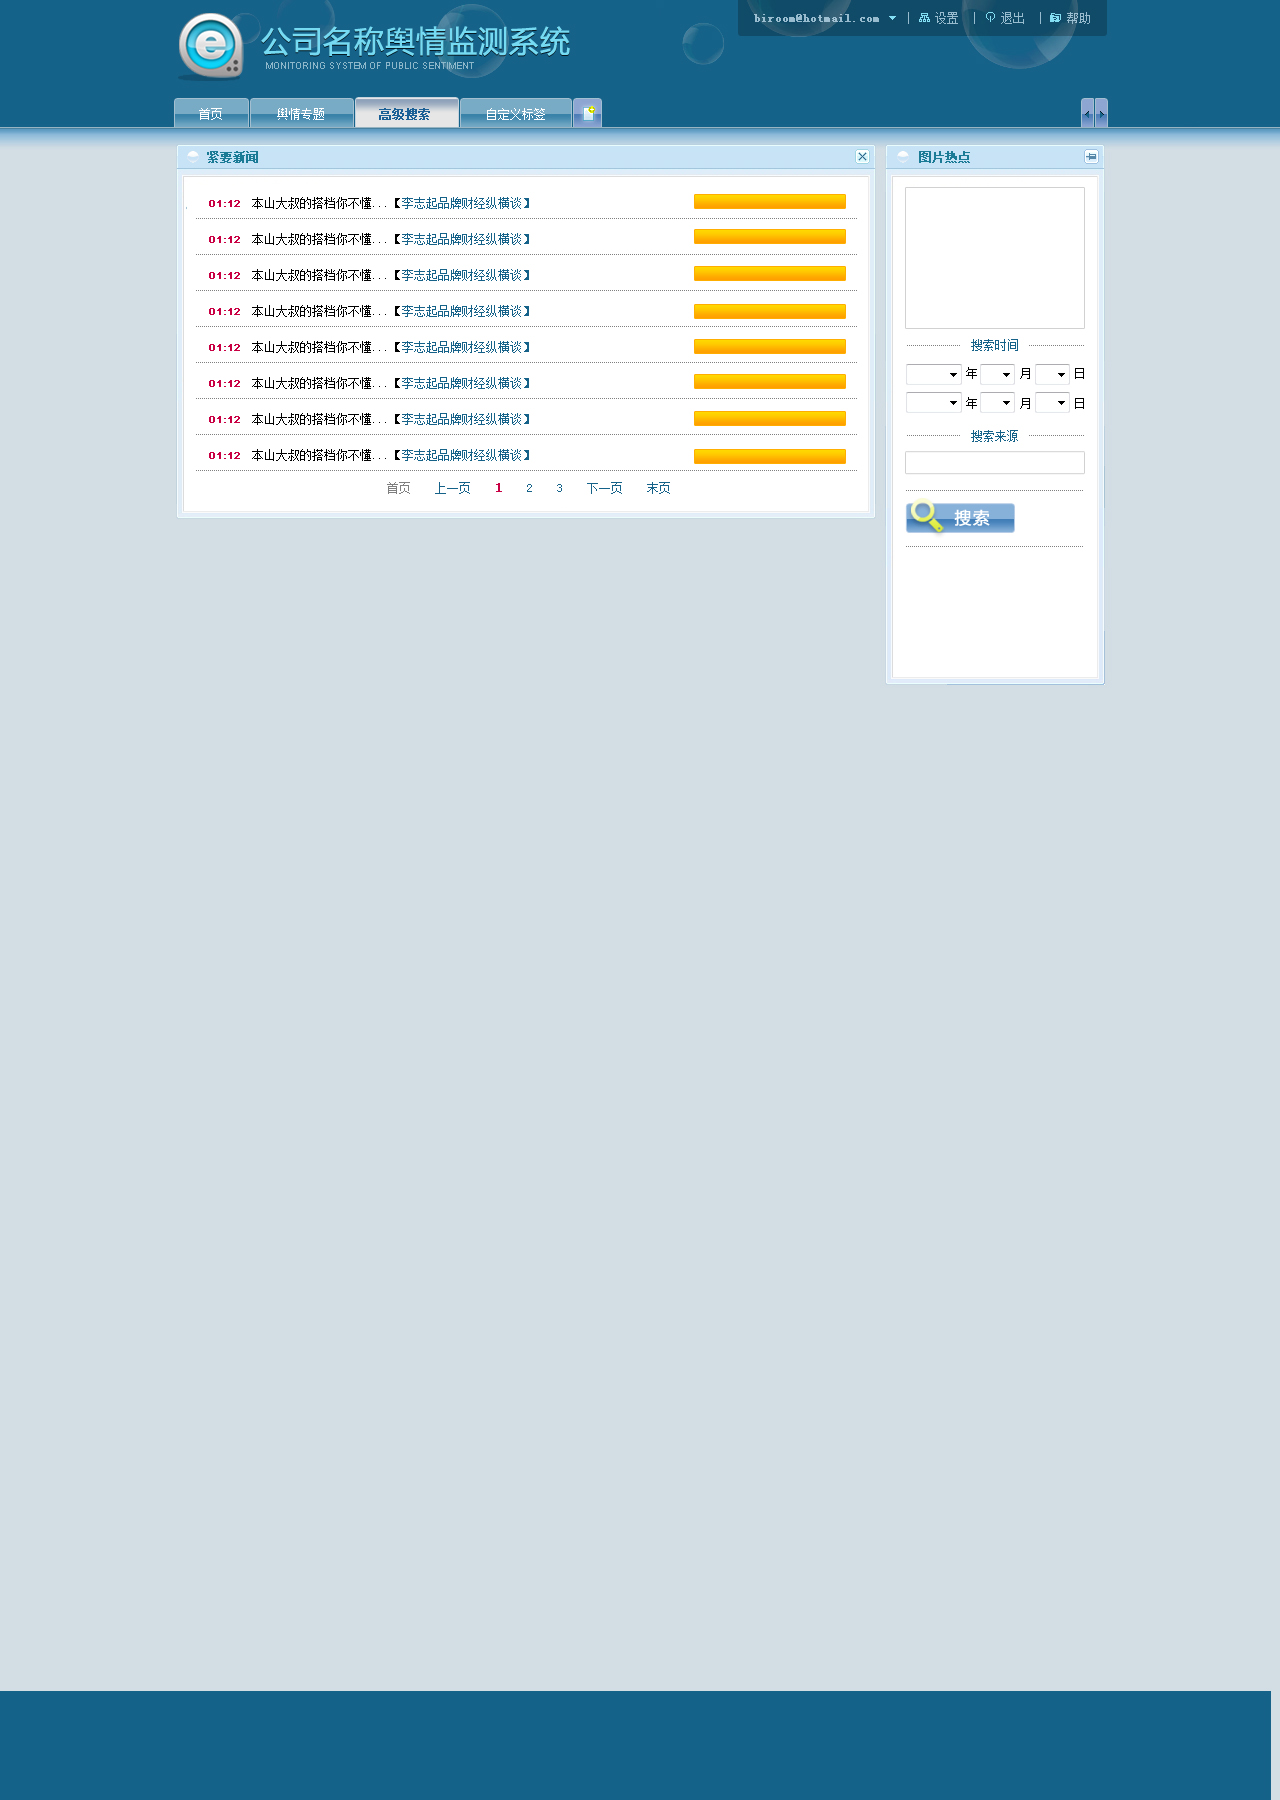 biroom@hotmail.com | 设置 | 退出 | 帮助
公司名称舆情监测系统
MONITORING SYSTEM OF PUBLIC SENTIMENT
首页 舆情专题 高级搜索 自定义标签
紧要新闻
01:12 本山大叔的搭档你不懂...【李志起品牌财经纵横谈】
01:12 本山大叔的搭档你不懂...【李志起品牌财经纵横谈】
01:12 本山大叔的搭档你不懂...【李志起品牌财经纵横谈】
01:12 本山大叔的搭档你不懂...【李志起品牌财经纵横谈】
01:12 本山大叔的搭档你不懂...【李志起品牌财经纵横谈】
01:12 本山大叔的搭档你不懂...【李志起品牌财经纵横谈】
01:12 本山大叔的搭档你不懂...【李志起品牌财经纵横谈】
01:12 本山大叔的搭档你不懂...【李志起品牌财经纵横谈】
首页 上一页 1 2 3 下一页 末页
图片热点
搜索时间
年 月 日
年 月 日
搜索来源
搜索